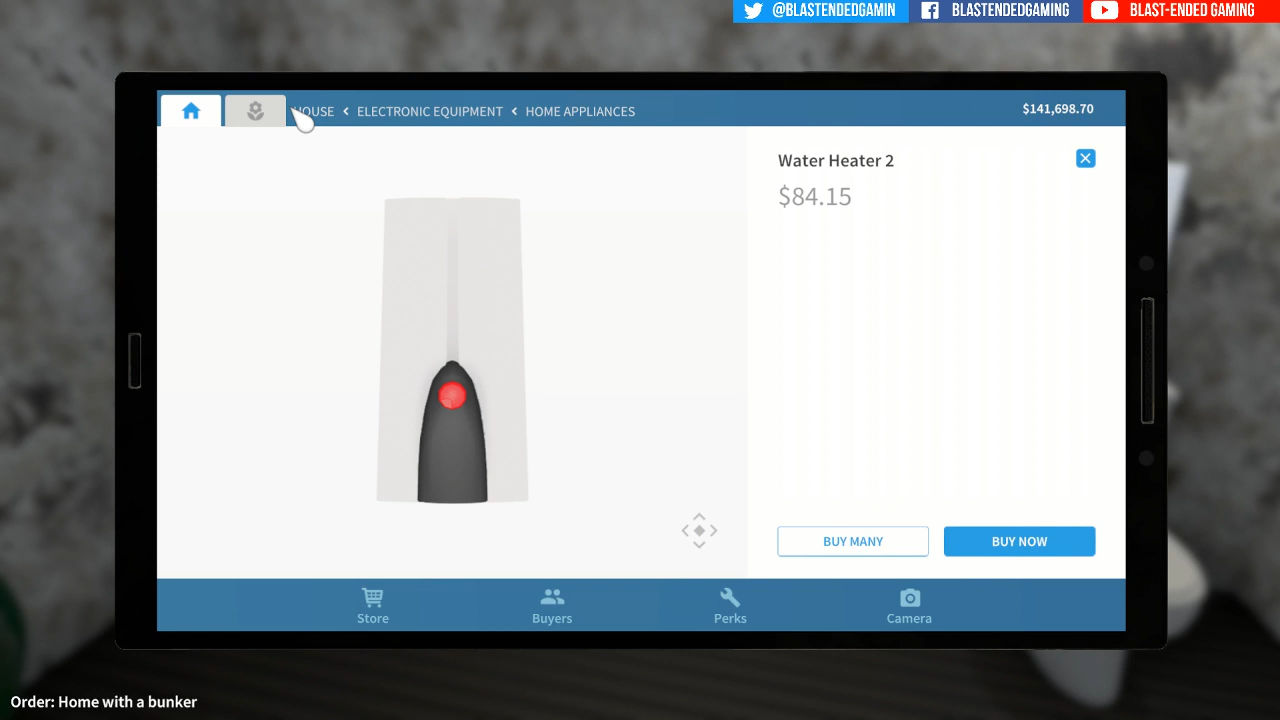 @BLASTENDEDGAMIN
BLASTENDEDGAMING
BLAST-ENDED GAMING
HOUSE < ELECTRONIC EQUIPMENT < HOME APPLIANCES
$141,698.70
Water Heater 2
$84.15
BUY MANY
BUY NOW
Store
Buyers
Perks
Camera
Order: Home with a bunker